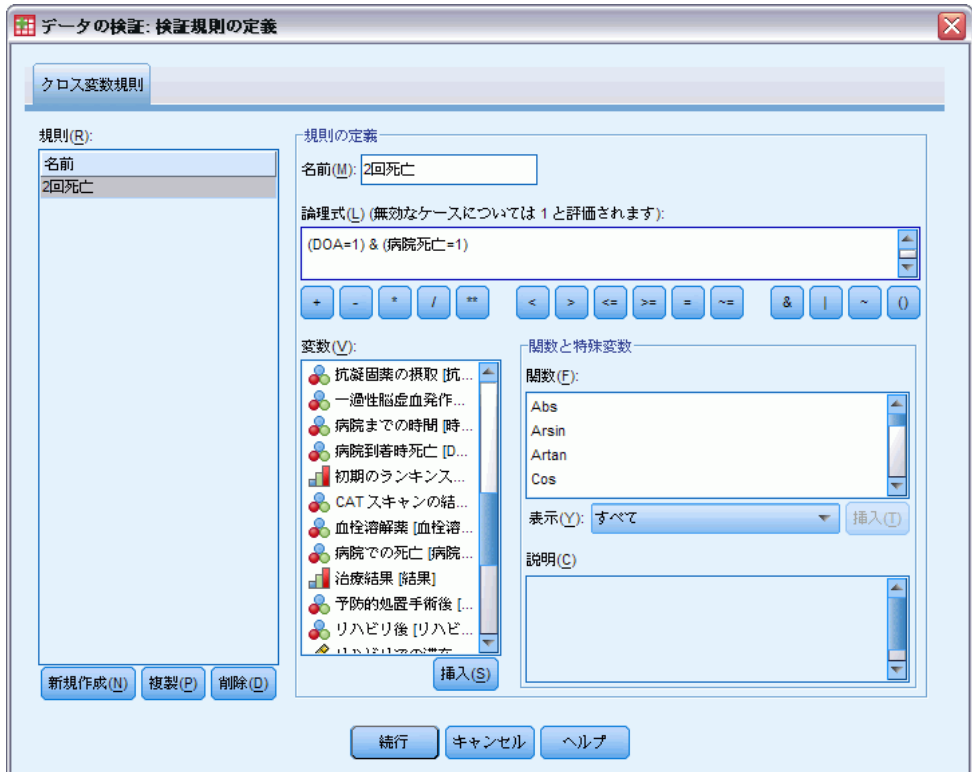 データの検証: 検証規則の定義
クロス変数規則
規則(R):
名前
2回死亡
新規作成(N) 複製(P) 削除(D)
規則の定義
名前(M): 2回死亡
論理式(L) (無効なケースについては 1 と評価されます):
(DOA=1) & (病院死亡=1)
+ - * / ** < > <= >= = ~= & | ~ ()
変数(V):
抗凝固薬の摂取 [抗...
一過性脳虚血発作...
病院までの時間 [時...
病院到着時死亡 [D...
初期のランキンス...
CAT スキャンの結...
血栓溶解薬 [血栓溶...
病院での死亡 [病院...
治療結果 [結果]
予防的処置手術後 [...
リハビリ後 [リハビ...
挿入(S)
関数と特殊変数
関数(F):
Abs
Arsin
Artan
Cos
表示(Y): すべて 挿入(T)
説明(C)
続行 キャンセル ヘルプ